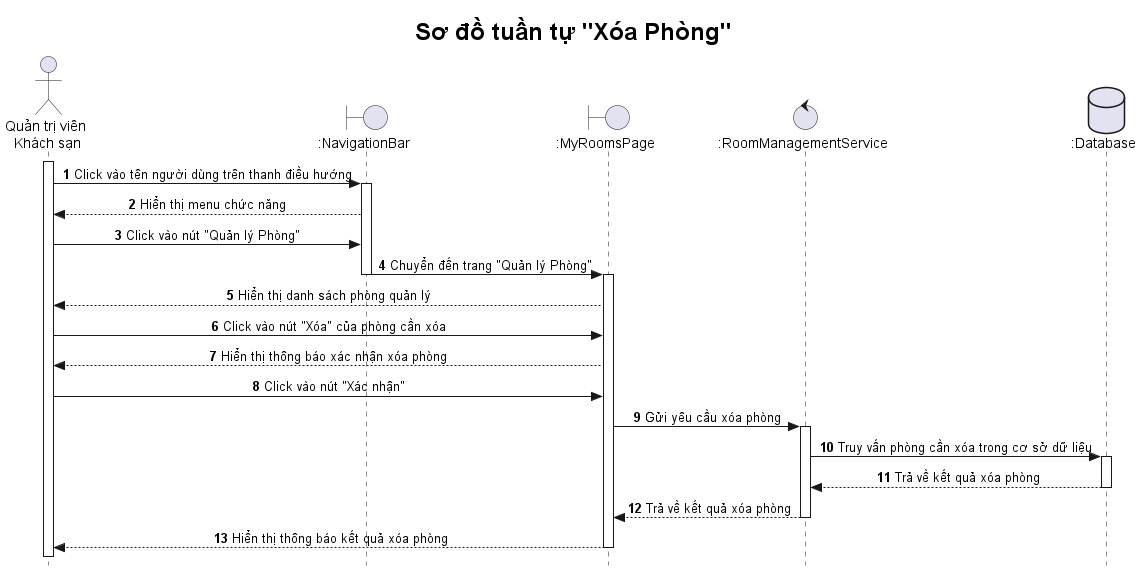 Sơ đồ tuần tự "Xóa Phòng"
Quản trị viên
Khách sạn
:NavigationBar
:MyRoomsPage
:RoomManagementService
:Database
1 Click vào tên người dùng trên thanh điều hướng
2 Hiển thị menu chức năng
3 Click vào nút "Quản lý Phòng"
4 Chuyển đến trang "Quản lý Phòng"
5 Hiển thị danh sách phòng quản lý
6 Click vào nút "Xóa" của phòng cần xóa
7 Hiển thị thông báo xác nhận xóa phòng
8 Click vào nút "Xác nhận"
9 Gửi yêu cầu xóa phòng
10 Truy vấn phòng cần xóa trong cơ sở dữ liệu
11 Trả về kết quả xóa phòng
12 Trả về kết quả xóa phòng
13 Hiển thị thông báo kết quả xóa phòng